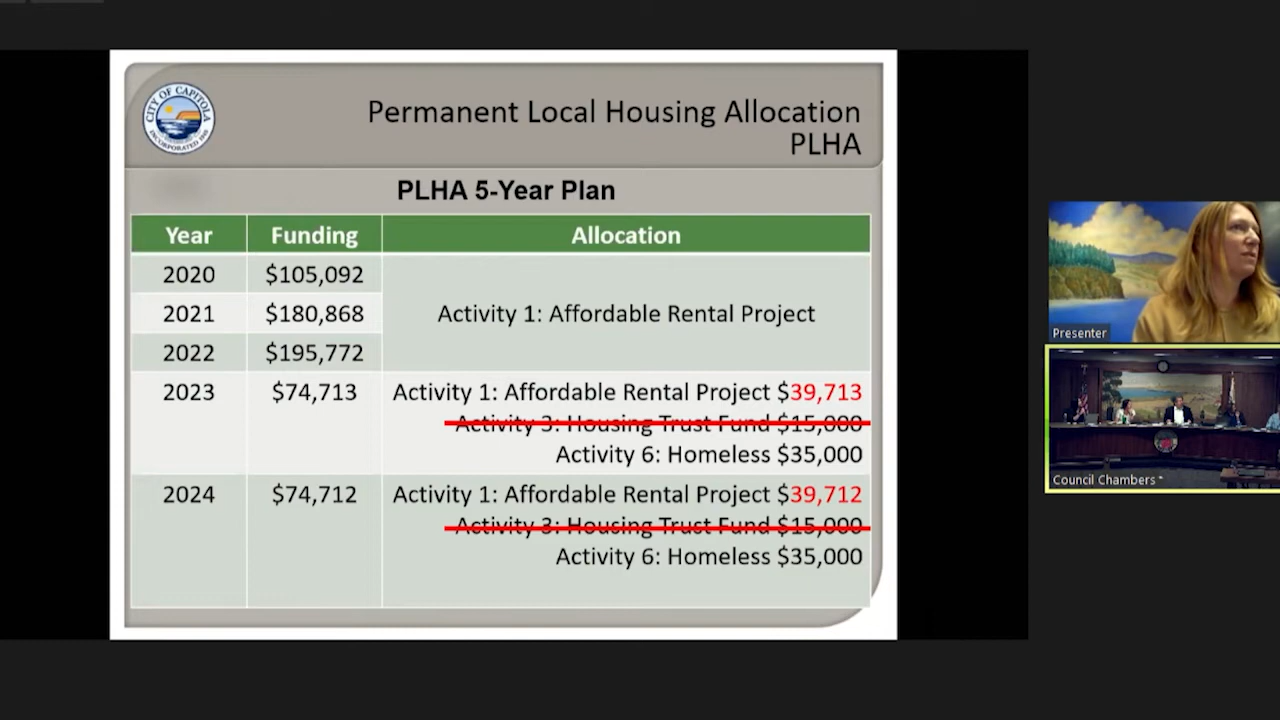 CITY OF CAPITOLA
INCORPORATED 1949
Permanent Local Housing Allocation
PLHA
PLHA 5-Year Plan
Year Funding Allocation
2020 $105,092
2021 $180,868 Activity 1: Affordable Rental Project
2022 $195,772
2023 $74,713 Activity 1: Affordable Rental Project $39,713
Activity 3: Housing Trust Fund $15,000
Activity 6: Homeless $35,000
2024 $74,712 Activity 1: Affordable Rental Project $39,712
Activity 3: Housing Trust Fund $15,000
Activity 6: Homeless $35,000
Presenter
Council Chambers